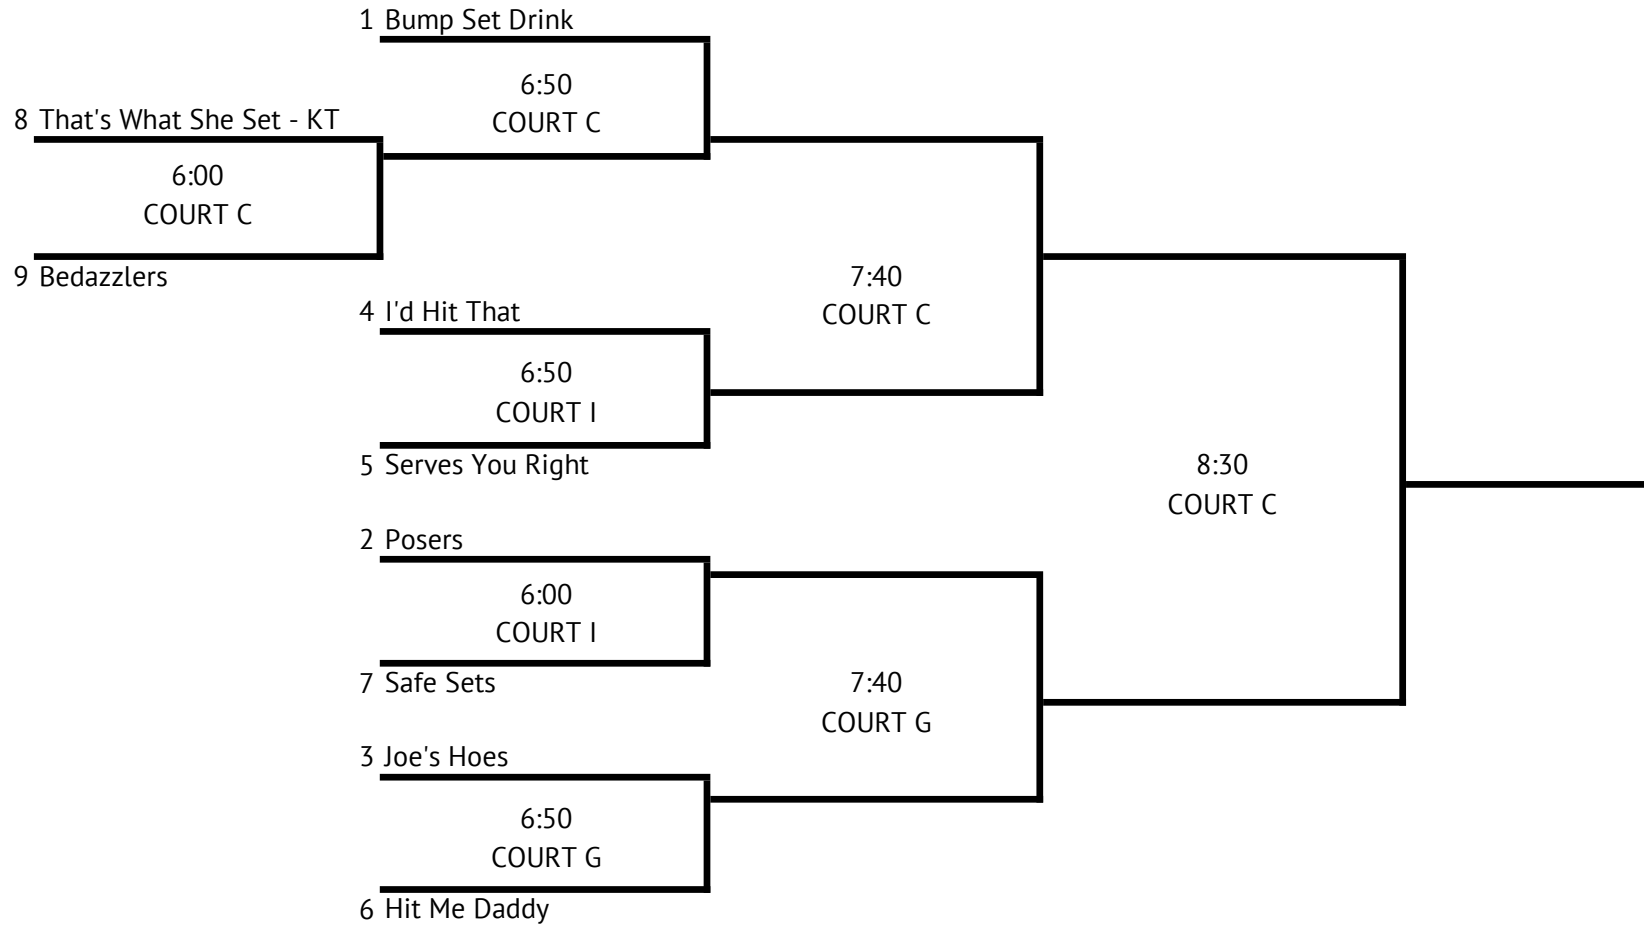 1 Bump Set Drink
6:50
COURT C
8 That's What She Set - KT
6:00
COURT C
9 Bedazzlers
4 I'd Hit That
7:40
COURT C
6:50
COURT I
5 Serves You Right
8:30
COURT C
2 Posers
6:00
COURT I
7 Safe Sets
7:40
COURT G
3 Joe's Hoes
6:50
COURT G
6 Hit Me Daddy